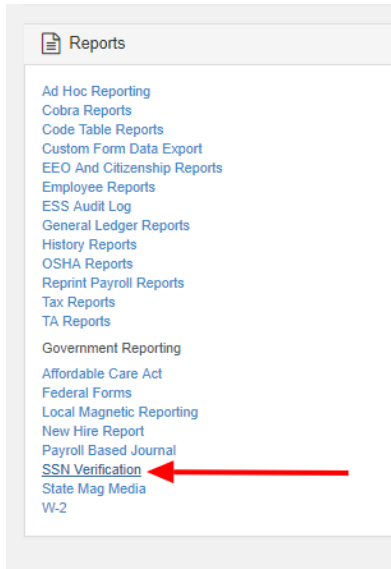 Reports
Ad Hoc Reporting
Cobra Reports
Code Table Reports
Custom Form Data Export
EEO And Citizenship Reports
Employee Reports
ESS Audit Log
General Ledger Reports
History Reports
OSHA Reports
Reprint Payroll Reports
Tax Reports
TA Reports
Government Reporting
Affordable Care Act
Federal Forms
Local Magnetic Reporting
New Hire Report
Payroll Based Journal
SSN Verification
State Mag Media
W-2